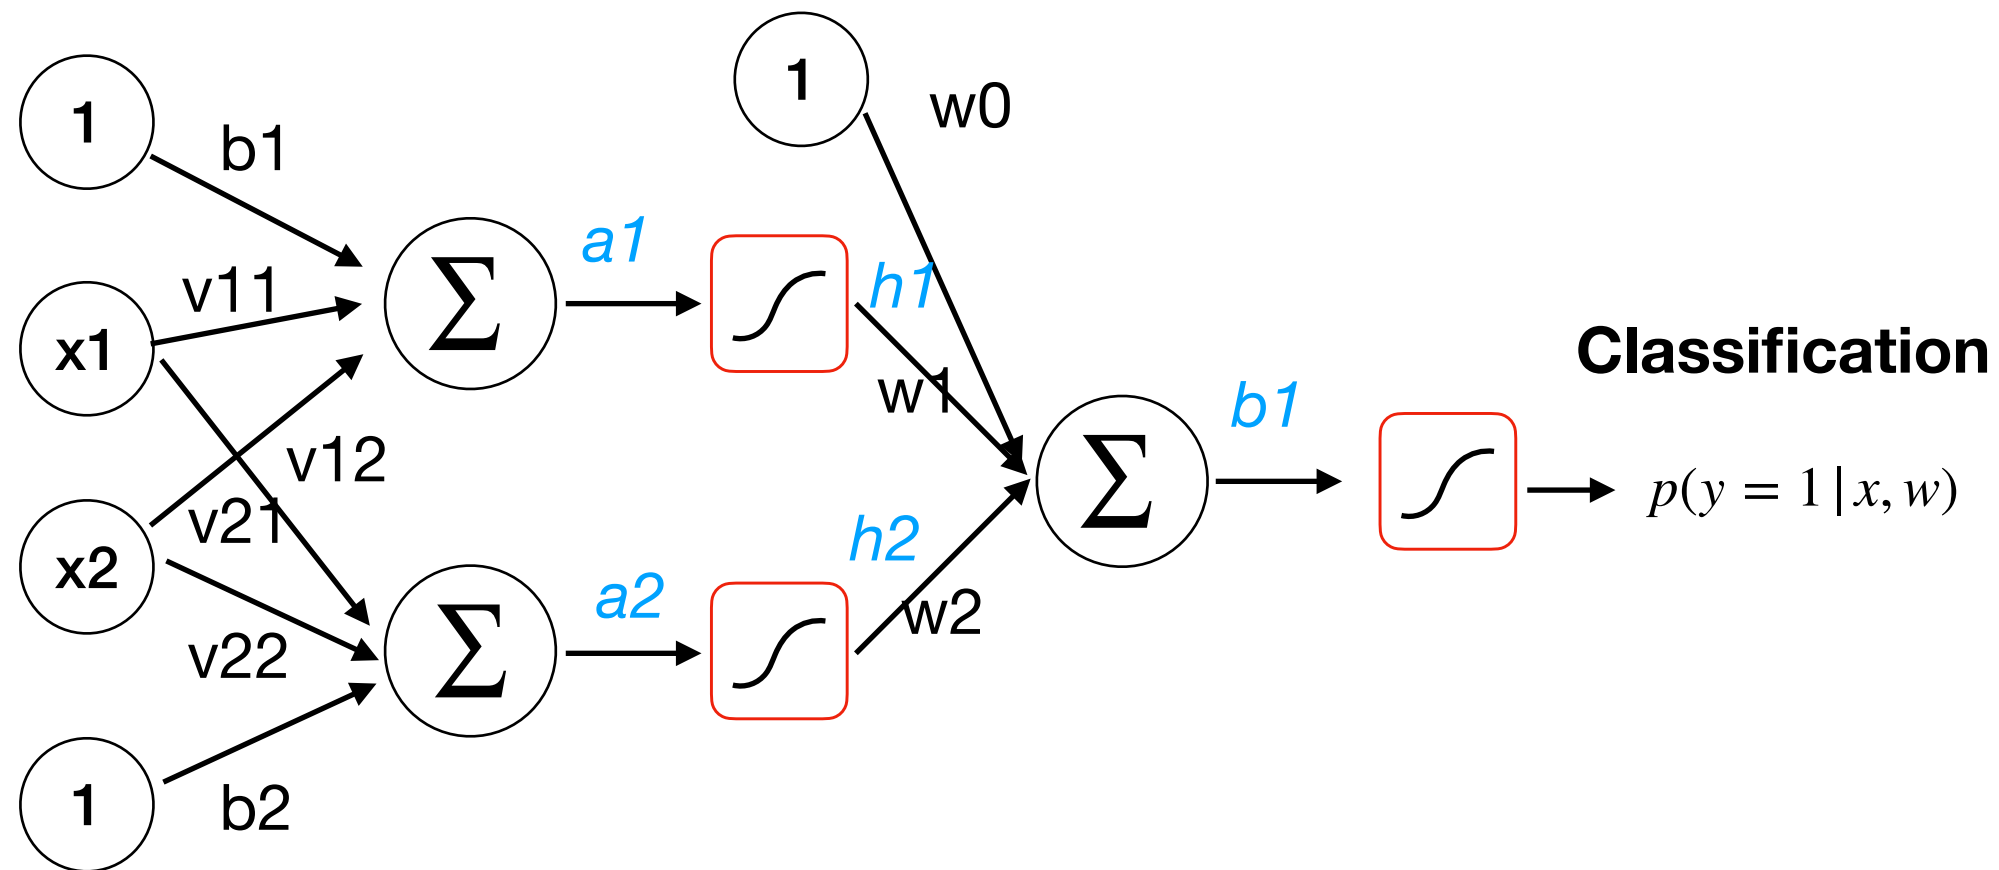 1
1
w0
b1
a1
v11
h1
x1
Classification
w1
b1
v12
p(y = 1 | x, w)
v21
h2
x2
a2
w2
v22
1
b2
Σ
Σ
Σ